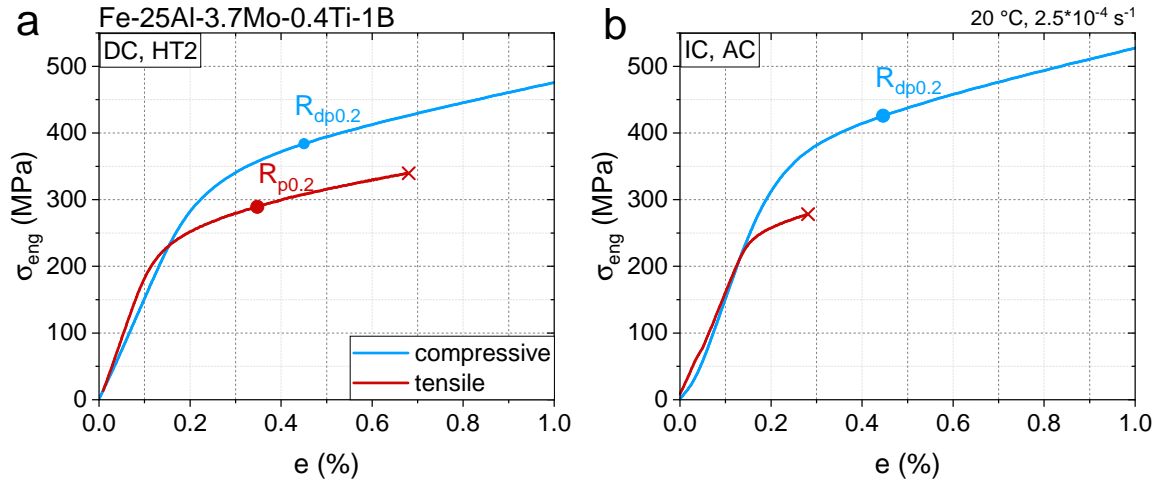 a
Fe-25Al-3.7Mo-0.4Ti-1B
DC, HT2
R_dp0.2
R_p0.2
compressive
tensile
500
400
300
200
100
0
σ_eng (MPa)
0.0 0.2 0.4 0.6 0.8 1.0
e (%)
b
20 °C, 2.5*10⁻⁴ s⁻¹
IC, AC
R_dp0.2
500
400
300
200
100
0
σ_eng (MPa)
0.0 0.2 0.4 0.6 0.8 1.0
e (%)